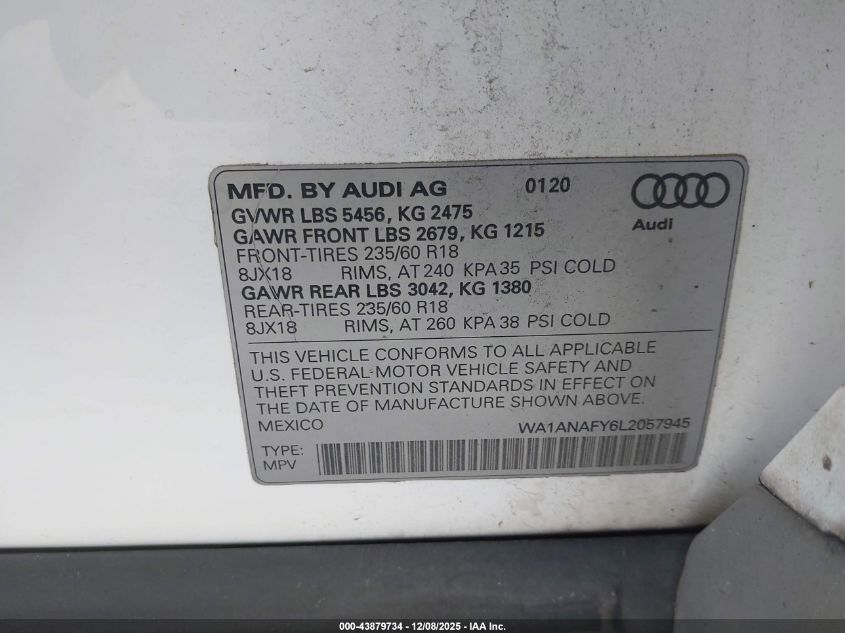 MFD. BY AUDI AG 0120
GVWR LBS 5456, KG 2475
GAWR FRONT LBS 2679, KG 1215
Audi
FRONT-TIRES 235/60 R18
8JX18 RIMS, AT 240 KPA 35 PSI COLD
GAWR REAR LBS 3042, KG 1380
REAR-TIRES 235/60 R18
8JX18 RIMS, AT 260 KPA 38 PSI COLD
THIS VEHICLE CONFORMS TO ALL APPLICABLE
U.S. FEDERAL-MOTOR VEHICLE SAFETY AND
THEFT PREVENTION STANDARDS IN EFFECT ON
THE DATE OF MANUFACTURE SHOWN ABOVE.
MEXICO WA1ANAFY6L2057945
TYPE:
MPV
000-43879734 - 12/08/2025 - IAA Inc.